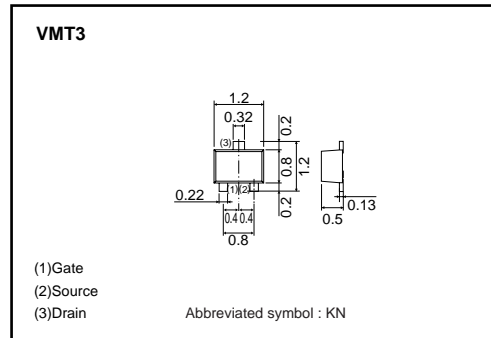 VMT3
1.2
0.32
0.2
(3)
0.8
1.2
(1)
(2)
0.22
0.2
0.4 0.4
0.8
0.5
0.13
(1)Gate
(2)Source
(3)Drain
Abbreviated symbol : KN